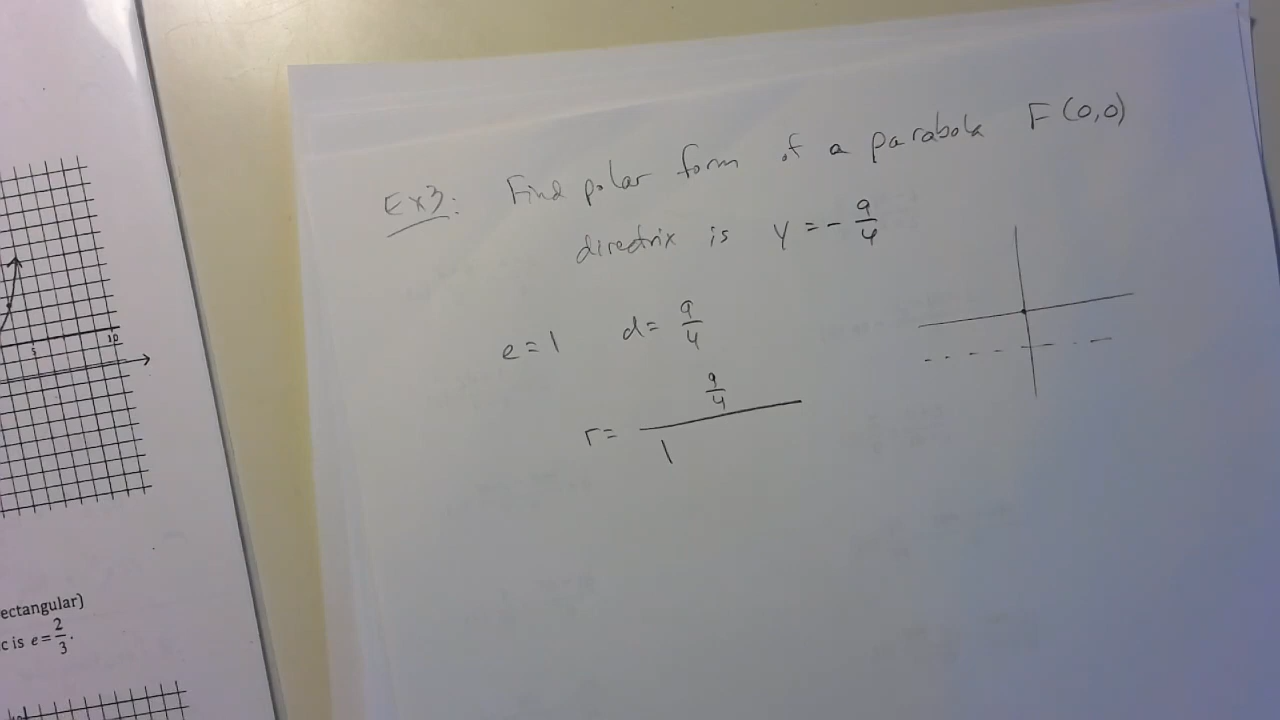 Ex3: Find polar form of a parabola F(0,0)
directrix is y = - 9/4
e = 1 d = 9/4
r = (9/4)/(1
5 10
ectangular)
c is e = 2/3.